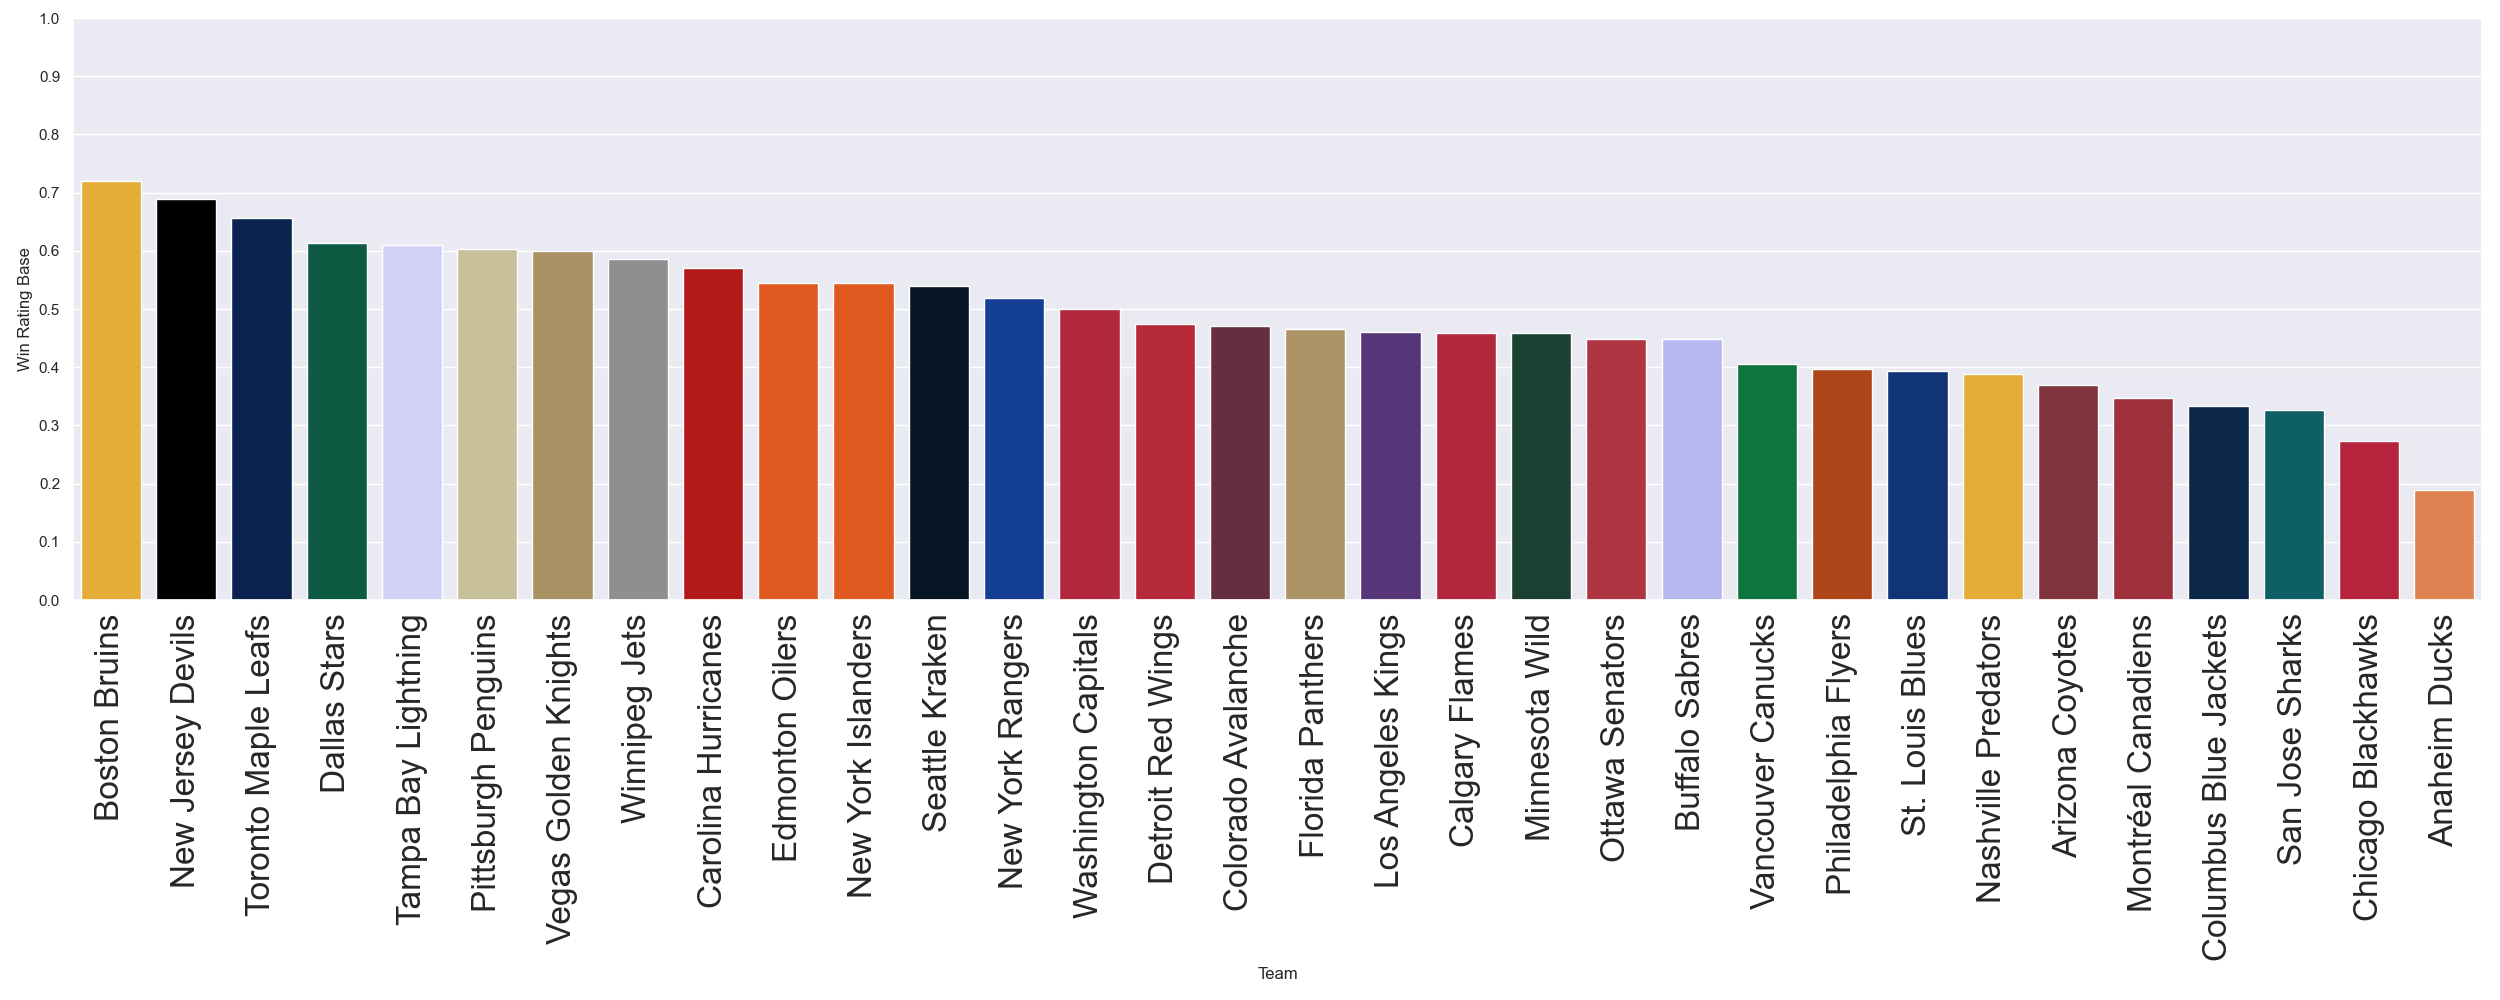 1.0
0.9
0.8
0.7
0.6
0.5
0.4
0.3
0.2
0.1
0.0
Win Rating Base
Boston Bruins
New Jersey Devils
Toronto Maple Leafs
Dallas Stars
Tampa Bay Lightning
Pittsburgh Penguins
Vegas Golden Knights
Winnipeg Jets
Carolina Hurricanes
Edmonton Oilers
New York Islanders
Seattle Kraken
New York Rangers
Washington Capitals
Detroit Red Wings
Colorado Avalanche
Florida Panthers
Los Angeles Kings
Calgary Flames
Minnesota Wild
Ottawa Senators
Buffalo Sabres
Vancouver Canucks
Philadelphia Flyers
St. Louis Blues
Nashville Predators
Arizona Coyotes
Montréal Canadiens
Columbus Blue Jackets
San Jose Sharks
Chicago Blackhawks
Anaheim Ducks
Team